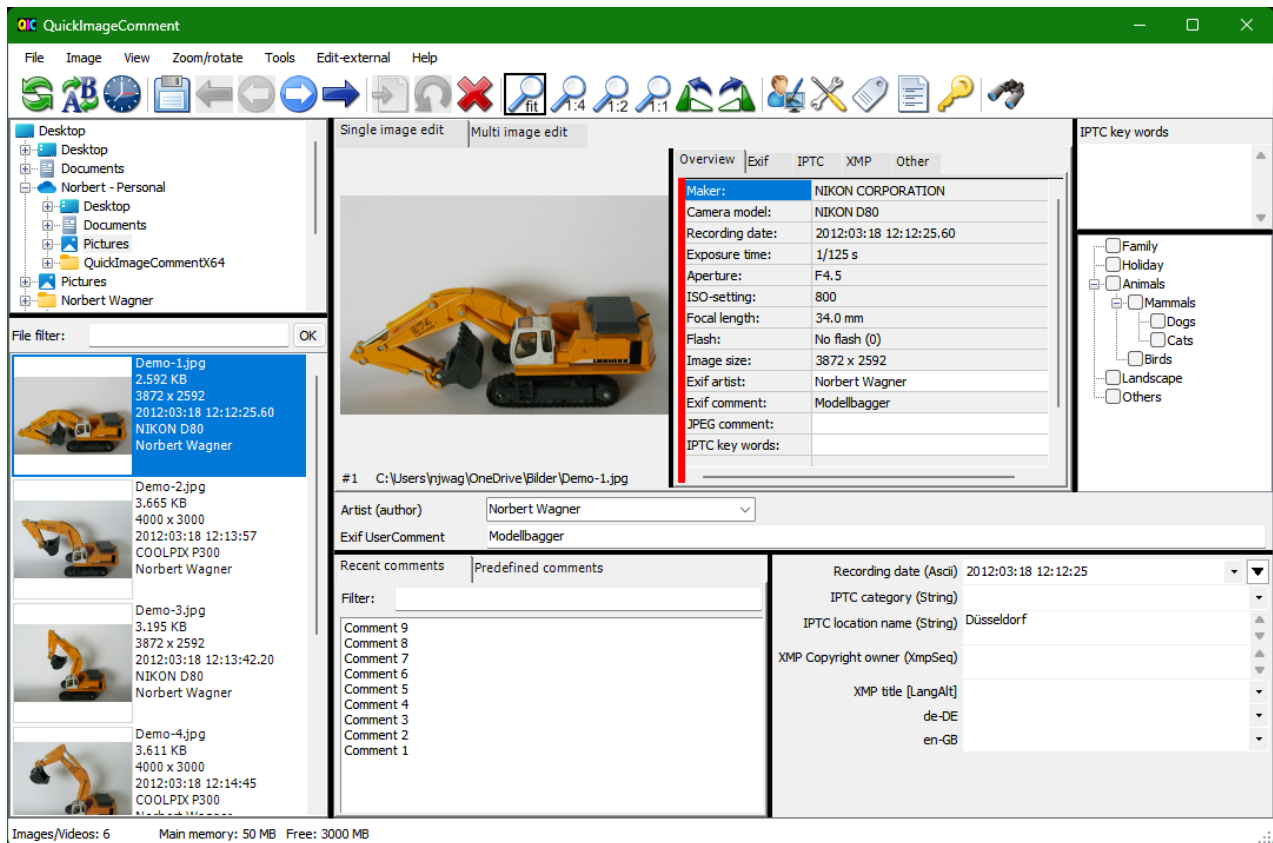 QuickImageComment
File Image View Zoom/rotate Tools Edit-external Help
fit 1:4 1:2 1:1
Desktop
Desktop
Documents
Norbert - Personal
Desktop
Documents
Pictures
QuickImageCommentX64
Pictures
Norbert Wagner
File filter: OK
Demo-1.jpg
2.592 KB
3872 x 2592
2012:03:18 12:12:25.60
NIKON D80
Norbert Wagner
Demo-2.jpg
3.665 KB
4000 x 3000
2012:03:18 12:13:57
COOLPIX P300
Norbert Wagner
Demo-3.jpg
3.195 KB
3872 x 2592
2012:03:18 12:13:42.20
NIKON D80
Norbert Wagner
Demo-4.jpg
3.611 KB
4000 x 3000
2012:03:18 12:14:45
COOLPIX P300
Norbert Wagner
Single image edit Multi image edit
LIEBHERR
#1 C:\Users\njwag\OneDrive\Bilder\Demo-1.jpg
Overview Exif IPTC XMP Other
Maker: NIKON CORPORATION
Camera model: NIKON D80
Recording date: 2012:03:18 12:12:25.60
Exposure time: 1/125 s
Aperture: F4.5
ISO-setting: 800
Focal length: 34.0 mm
Flash: No flash (0)
Image size: 3872 x 2592
Exif artist: Norbert Wagner
Exif comment: Modellbagger
JPEG comment:
IPTC key words:
IPTC key words
Family
Holiday
Animals
Mammals
Dogs
Cats
Birds
Landscape
Others
Artist (author) Norbert Wagner
Exif UserComment Modellbagger
Recent comments Predefined comments
Filter:
Comment 9
Comment 8
Comment 7
Comment 6
Comment 5
Comment 4
Comment 3
Comment 2
Comment 1
Recording date (Ascii) 2012:03:18 12:12:25
IPTC category (String)
IPTC location name (String) Düsseldorf
XMP Copyright owner (XmpSeq)
XMP title [LangAlt]
de-DE
en-GB
Images/Videos: 6 Main memory: 50 MB Free: 3000 MB